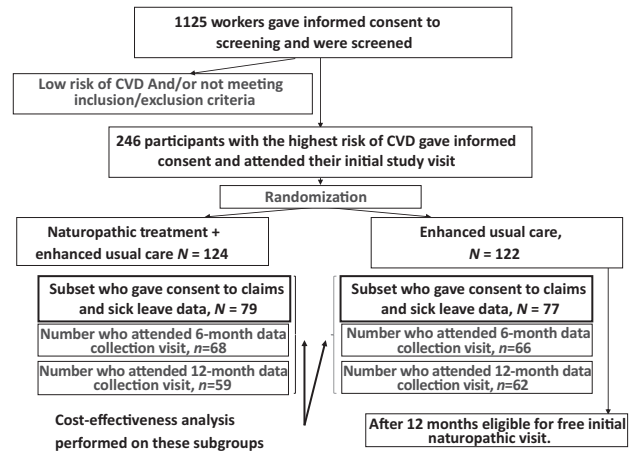 1125 workers gave informed consent to
screening and were screened
Low risk of CVD And/or not meeting
inclusion/exclusion criteria
246 participants with the highest risk of CVD gave informed
consent and attended their initial study visit
Randomization
Naturopathic treatment +
enhanced usual care N = 124
Enhanced usual care,
N = 122
Subset who gave consent to claims
and sick leave data, N = 79
Number who attended 6-month data
collection visit, n=68
Number who attended 12-month data
collection visit, n=59
Subset who gave consent to claims
and sick leave data, N = 77
Number who attended 6-month data
collection visit, n=66
Number who attended 12-month data
collection visit, n=62
Cost-effectiveness analysis
performed on these subgroups
After 12 months eligible for free initial
naturopathic visit.